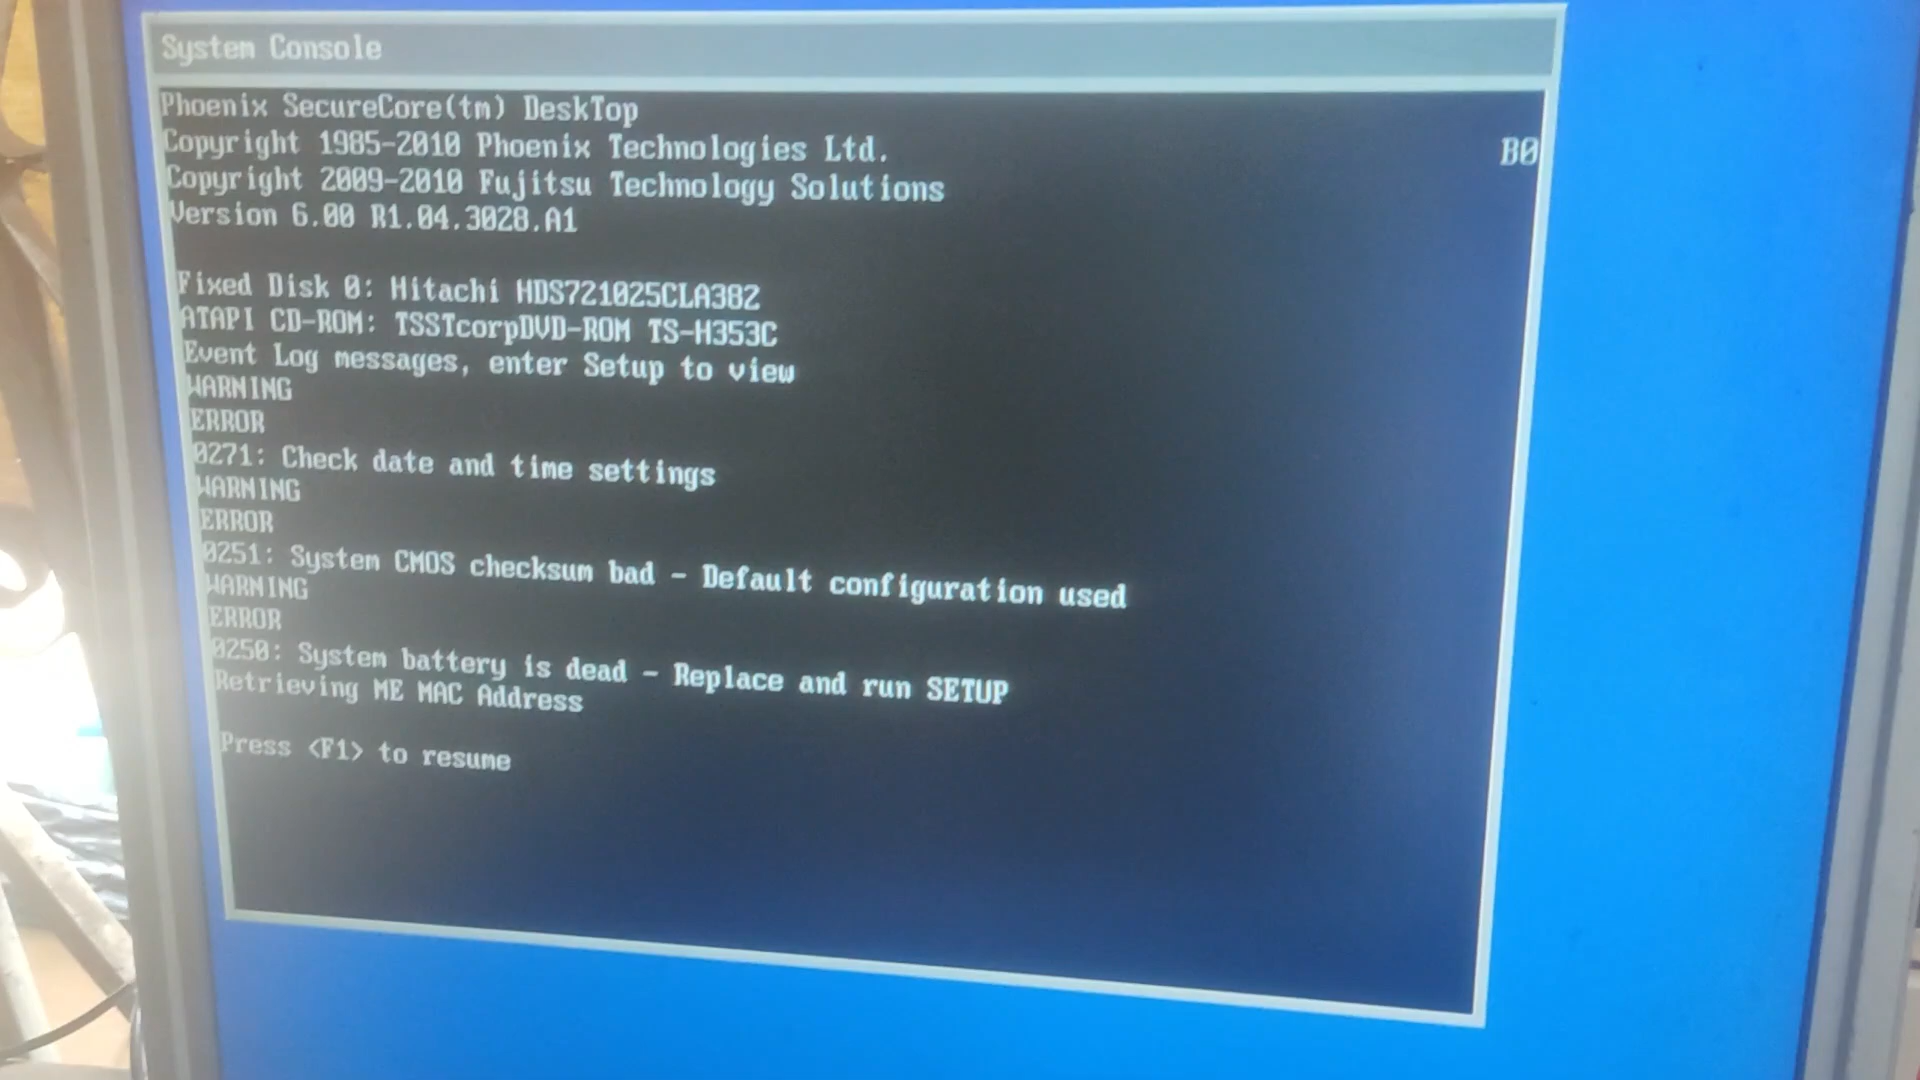 System Console
Phoenix SecureCore(tm) DeskTop
Copyright 1985-2010 Phoenix Technologies Ltd.
B0
Copyright 2009-2010 Fujitsu Technology Solutions
Version 6.00 R1.04.3028.A1
Fixed Disk 0: Hitachi HDS721025CLA382
ATAPI CD-ROM: TSSTcorpDVD-ROM TS-H353C
Event Log messages, enter Setup to view
WARNING
ERROR
0271: Check date and time settings
WARNING
ERROR
0251: System CMOS checksum bad - Default configuration used
WARNING
ERROR
0250: System battery is dead - Replace and run SETUP
Retrieving ME MAC Address
Press <F1> to resume